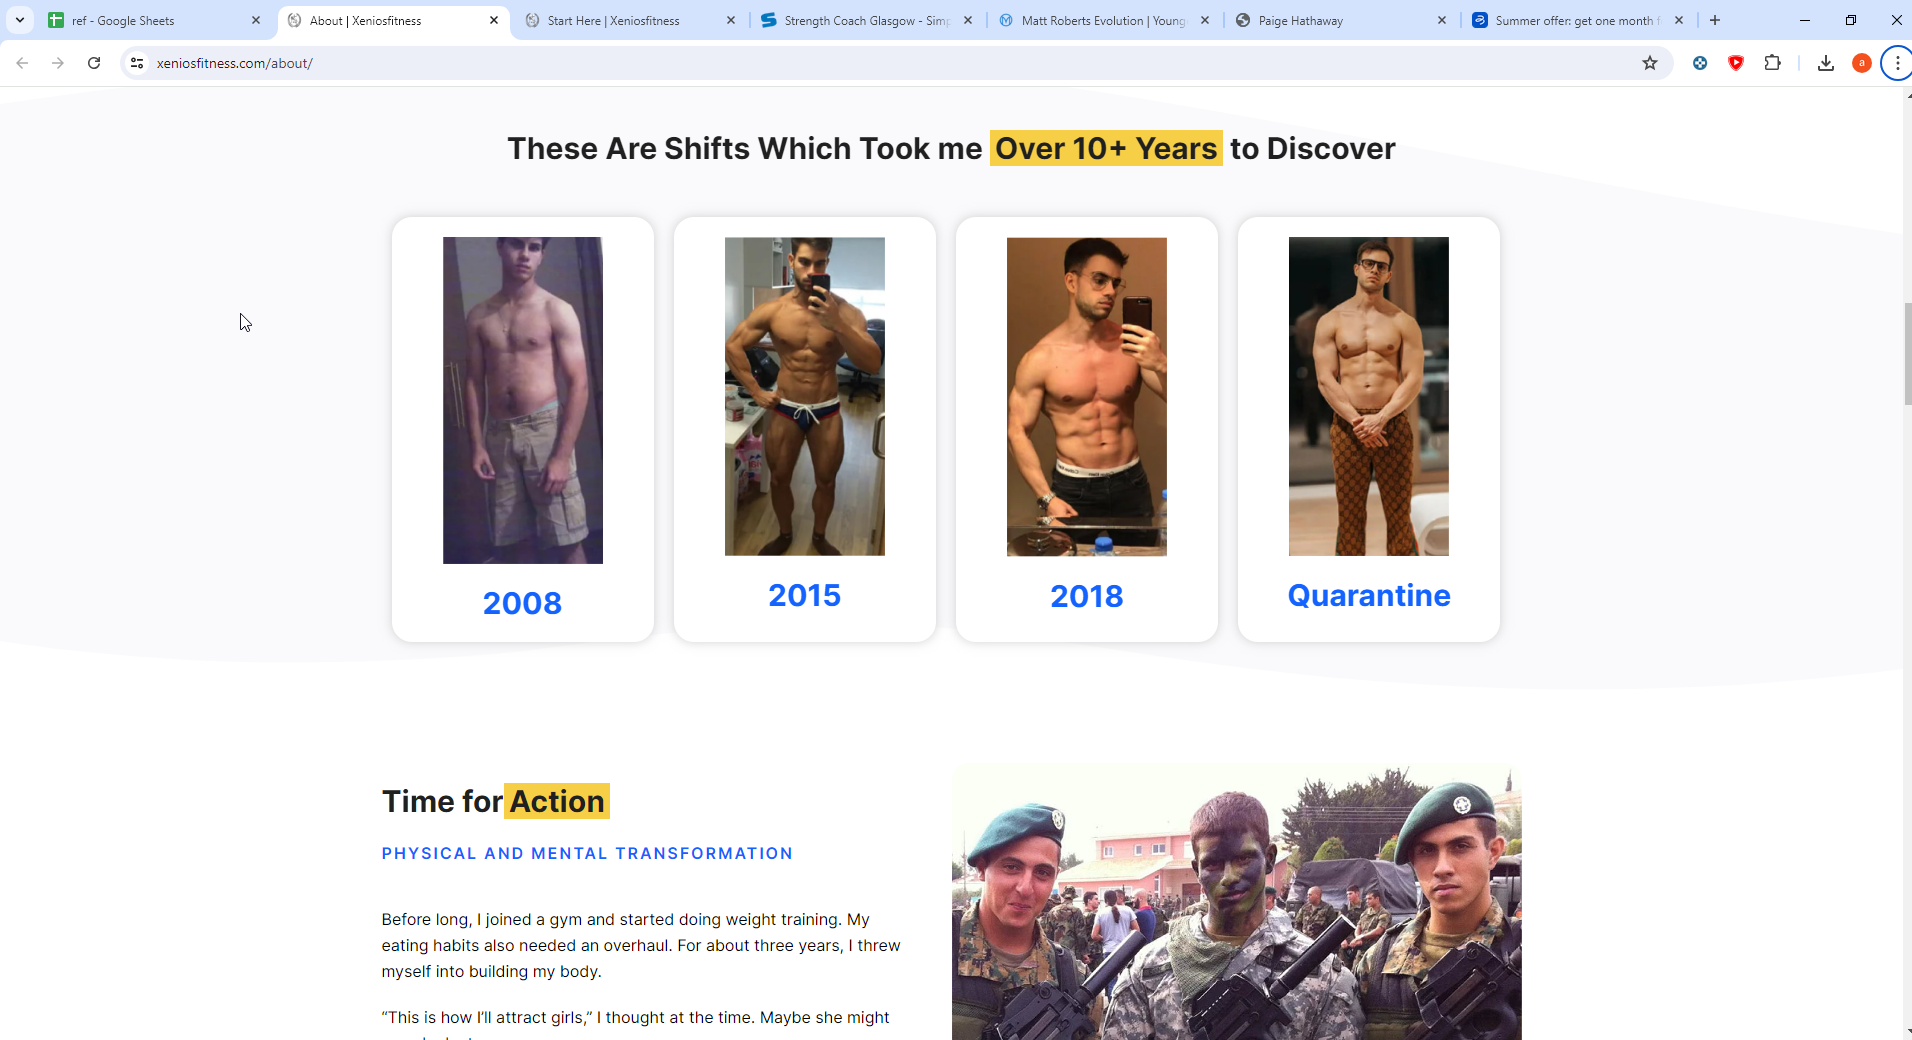 ref - Google Sheets
About | Xeniosfitness
Start Here | Xeniosfitness
Strength Coach Glasgow - Simp
Matt Roberts Evolution | Young
Paige Hathaway
Summer offer: get one month f
xeniosfitness.com/about/
a
These Are Shifts Which Took me Over 10+ Years to Discover
2008
2015
2018
Quarantine
Time for Action
PHYSICAL AND MENTAL TRANSFORMATION
Before long, I joined a gym and started doing weight training. My
eating habits also needed an overhaul. For about three years, I threw
myself into building my body.
“This is how I’ll attract girls,” I thought at the time. Maybe she might